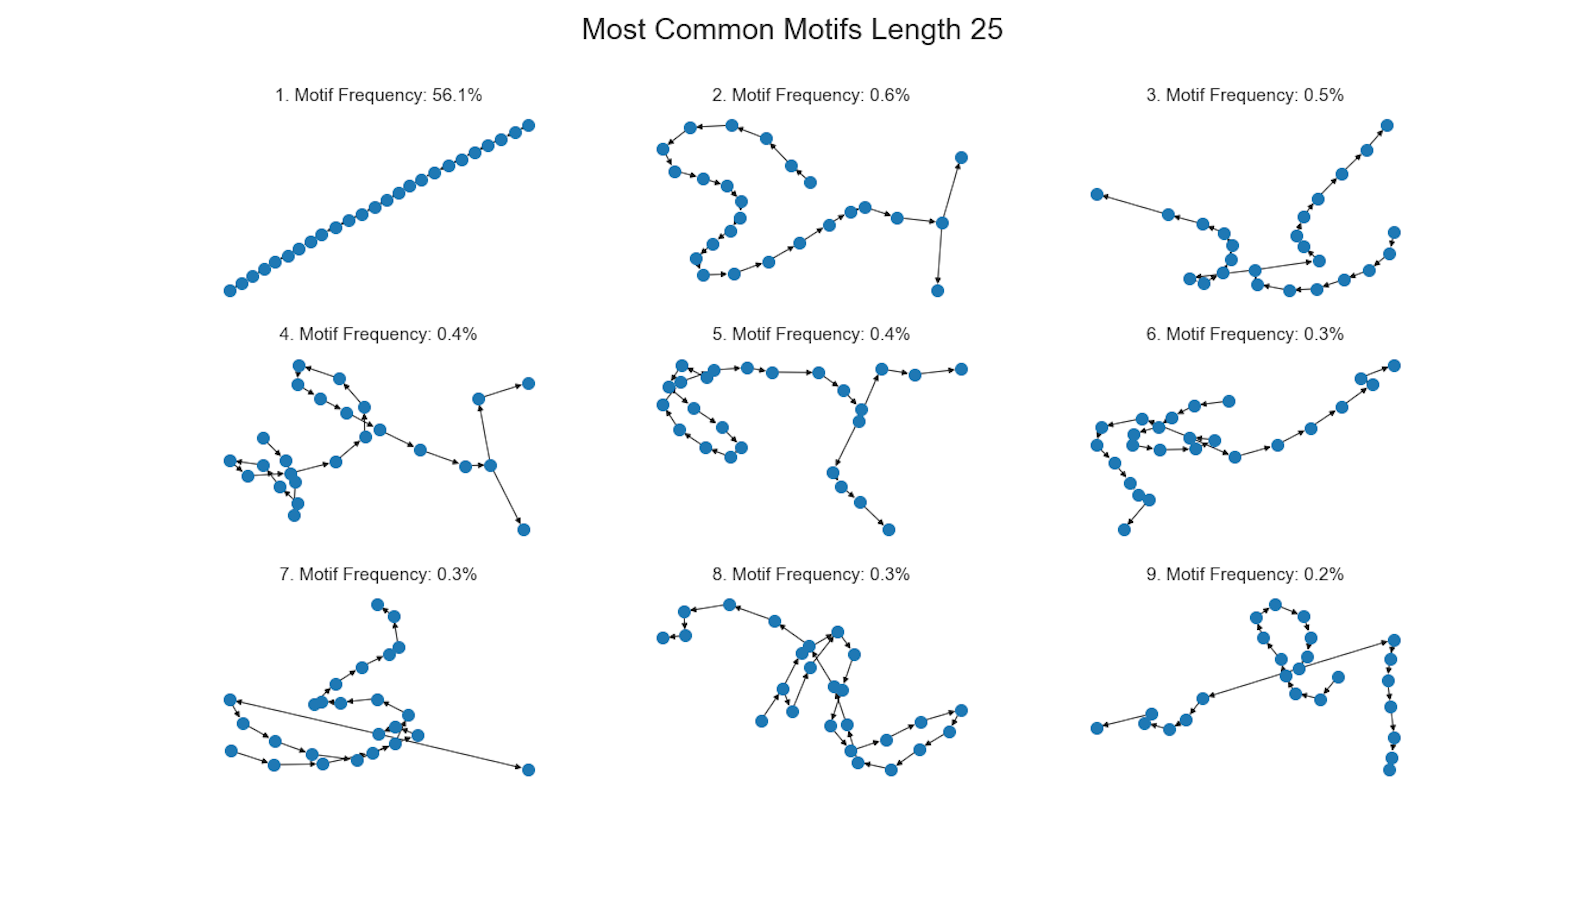 Most Common Motifs Length 25
1. Motif Frequency: 56.1%
2. Motif Frequency: 0.6%
3. Motif Frequency: 0.5%
4. Motif Frequency: 0.4%
5. Motif Frequency: 0.4%
6. Motif Frequency: 0.3%
7. Motif Frequency: 0.3%
8. Motif Frequency: 0.3%
9. Motif Frequency: 0.2%